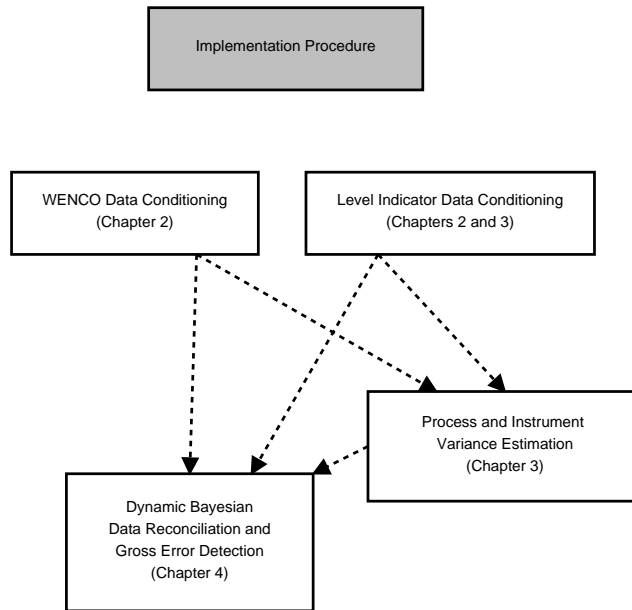 Implementation Procedure
WENCO Data Conditioning
(Chapter 2)
Level Indicator Data Conditioning
(Chapters 2 and 3)
Process and Instrument
Variance Estimation
(Chapter 3)
Dynamic Bayesian
Data Reconciliation and
Gross Error Detection
(Chapter 4)